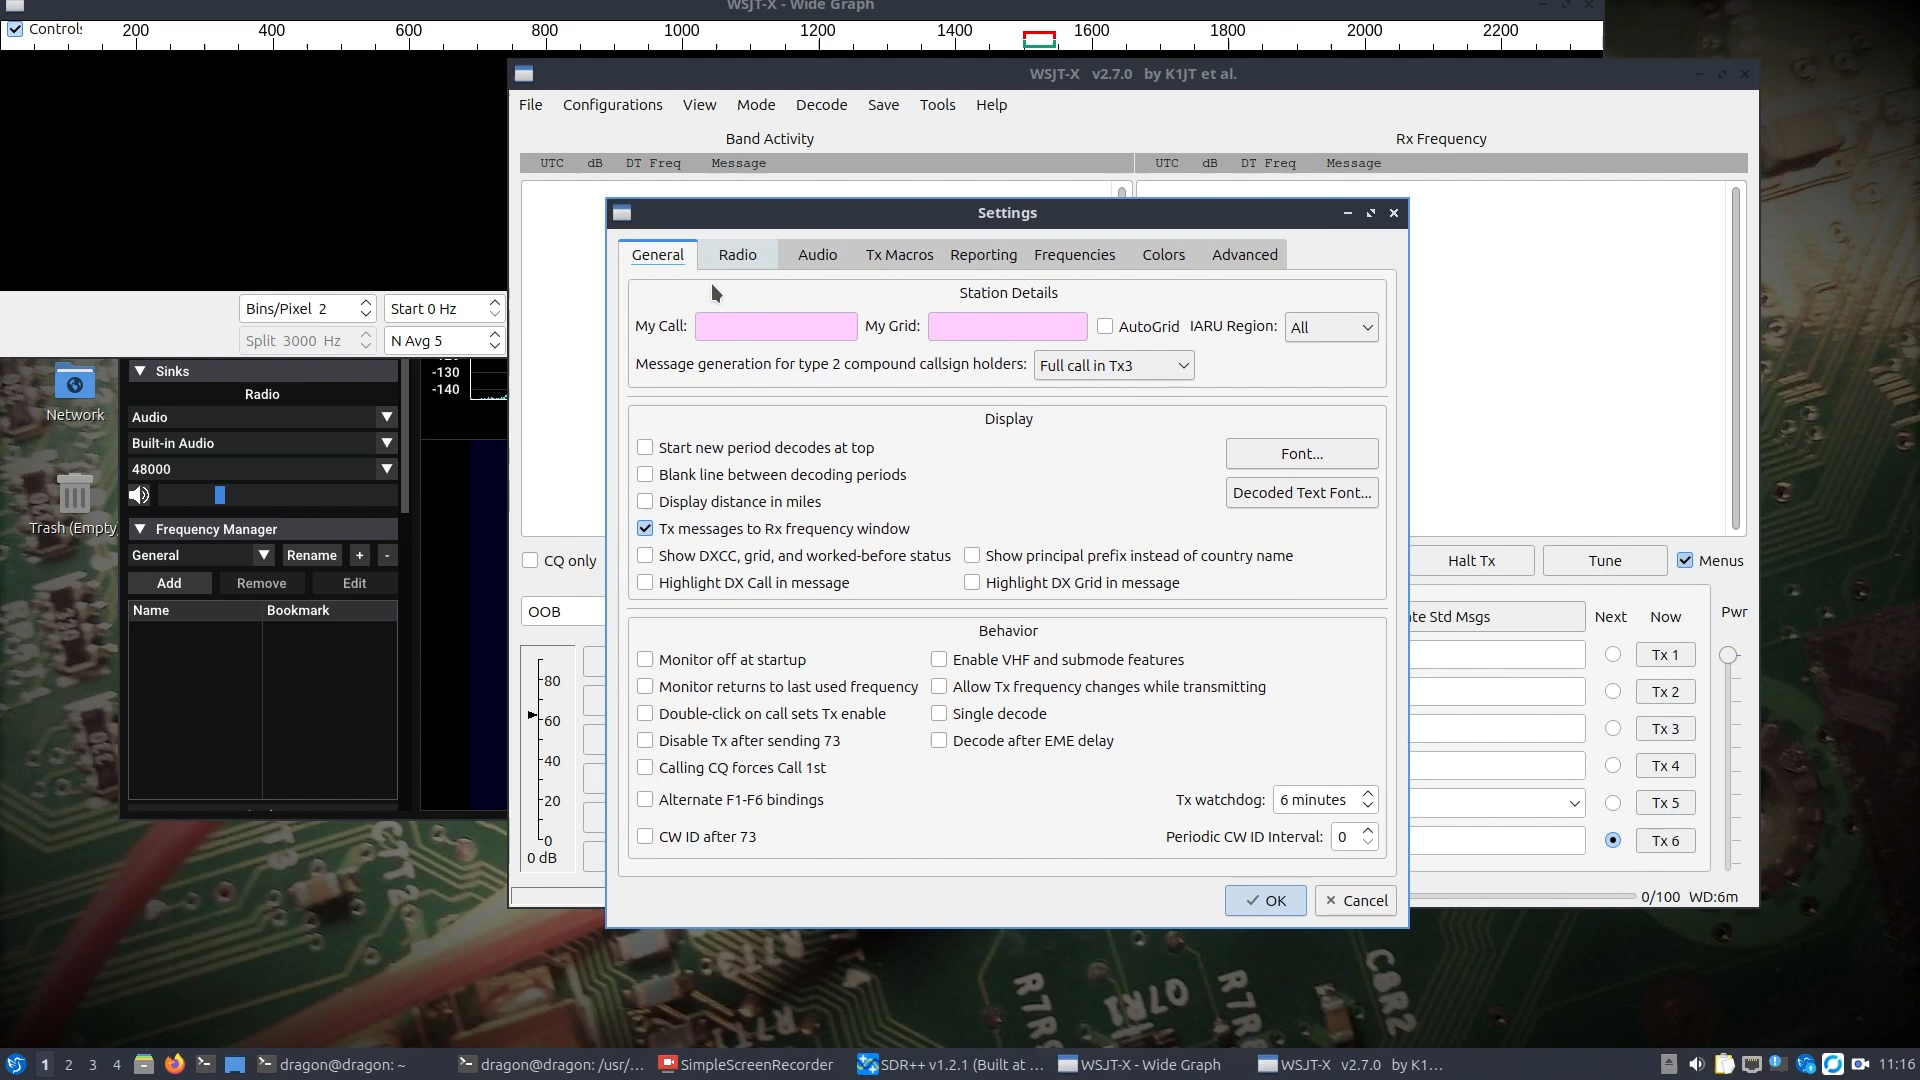 WSJT-X - Wide Graph
Controls
200 400 600 800 1000 1200 1400 1600 1800 2000 2200
WSJT-X v2.7.0 by K1JT et al.
File Configurations View Mode Decode Save Tools Help
Band Activity
Rx Frequency
UTC dB DT Freq Message
UTC dB DT Freq Message
Settings
General Radio Audio Tx Macros Reporting Frequencies Colors Advanced
Station Details
My Call: My Grid: AutoGrid IARU Region: All
Message generation for type 2 compound callsign holders: Full call in Tx3
Display
Start new period decodes at top
Font...
Blank line between decoding periods
Decoded Text Font...
Display distance in miles
Tx messages to Rx frequency window
Show DXCC, grid, and worked-before status
Show principal prefix instead of country name
Highlight DX Call in message
Highlight DX Grid in message
Behavior
Monitor off at startup
Enable VHF and submode features
Monitor returns to last used frequency
Allow Tx frequency changes while transmitting
Double-click on call sets Tx enable
Single decode
Disable Tx after sending 73
Decode after EME delay
Calling CQ forces Call 1st
Alternate F1-F6 bindings
Tx watchdog: 6 minutes
CW ID after 73
Periodic CW ID Interval: 0
OK
Cancel
Bins/Pixel 2
Start 0 Hz
Split 3000 Hz
N Avg 5
Network
Trash (Empty
Sinks
Radio
Audio
Built-in Audio
48000
Frequency Manager
General Rename + -
Add Remove Edit
Name Bookmark
-130
-140
CQ only
OOB
80
60
40
20
0
0 dB
Halt Tx
Tune
Menus
te Std Msgs
Next Now
Pwr
Tx 1
Tx 2
Tx 3
Tx 4
Tx 5
Tx 6
0/100 WD:6m
R7R
Q7R1
R7R
C8R2
1 2 3 4
dragon@dragon: ~
dragon@dragon: /usr/...
SimpleScreenRecorder
SDR++ v1.2.1 (Built at ...
WSJT-X - Wide Graph
WSJT-X v2.7.0 by K1...
11:16